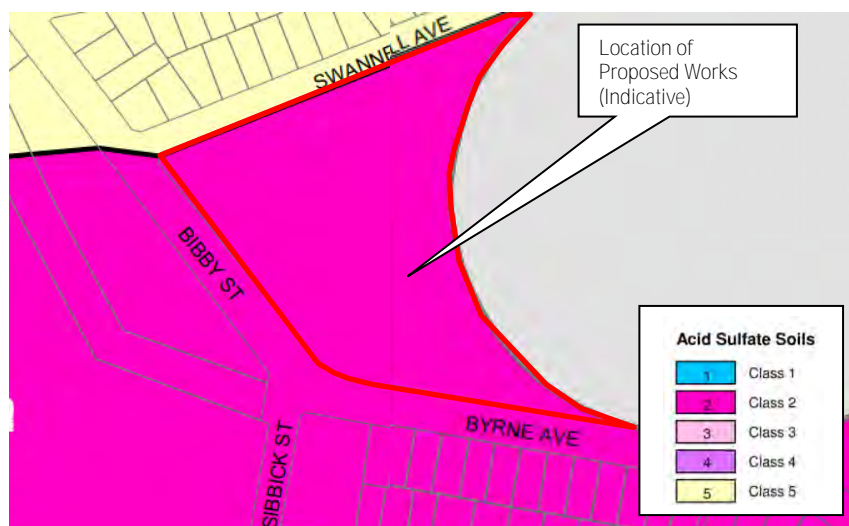 SWANNELL AVE
Location of
Proposed Works
(Indicative)
BIBBY ST
BYRNE AVE
SIBBICK ST
Acid Sulfate Soils
1 Class 1
2 Class 2
3 Class 3
4 Class 4
5 Class 5